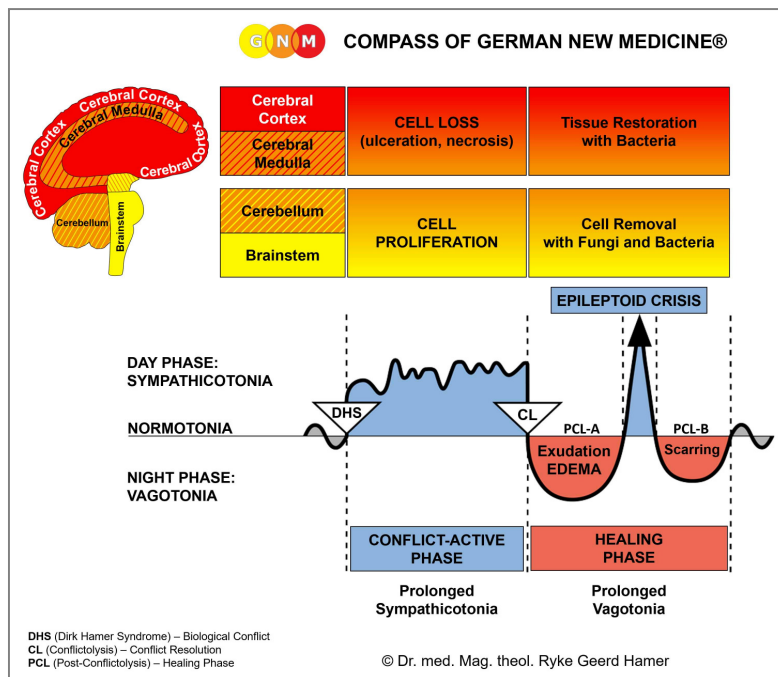 GNM COMPASS OF GERMAN NEW MEDICINE®
Cerebral Cortex
Cerebral Cortex
Cerebral Cortex
Cerebral Medulla
Cerebellum
Brainstem
Cerebral
Cortex
Cerebral
Medulla
CELL LOSS
(ulceration, necrosis)
Tissue Restoration
with Bacteria
Cerebellum
Brainstem
CELL
PROLIFERATION
Cell Removal
with Fungi and Bacteria
EPILEPTOID CRISIS
DAY PHASE:
SYMPATHICOTONIA
DHS
CL
NORMOTONIA
PCL-A
PCL-B
Exudation
EDEMA
Scarring
NIGHT PHASE:
VAGOTONIA
CONFLICT-ACTIVE
PHASE
HEALING
PHASE
Prolonged
Sympathicotonia
Prolonged
Vagotonia
DHS (Dirk Hamer Syndrome) – Biological Conflict
CL (Conflictolysis) – Conflict Resolution
PCL (Post-Conflictolysis) – Healing Phase
© Dr. med. Mag. theol. Ryke Geerd Hamer